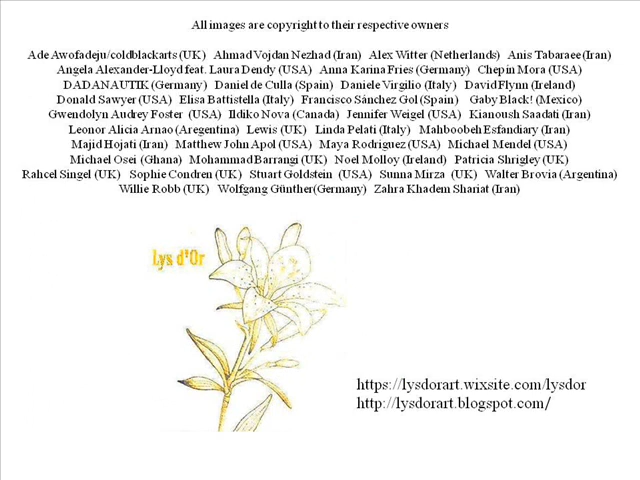 All images are copyright to their respective owners
Ade Awofadeju/coldblackarts (UK) Ahmad Vojdan Nezhad (Iran) Alex Witter (Netherlands) Anis Tabaraee (Iran)
Angela Alexander-Lloyd feat. Laura Dendy (USA) Anna Karina Fries (Germany) Chepin Mora (USA)
DADANAUTIK (Germany) Daniel de Culla (Spain) Daniele Virgilio (Italy) David Flynn (Ireland)
Donald Sawyer (USA) Elisa Battistella (Italy) Francisco Sánchez Gol (Spain) Gaby Black! (Mexico)
Gwendolyn Audrey Foster (USA) Ildiko Nova (Canada) Jennifer Weigel (USA) Kianoush Saadati (Iran)
Leonor Alicia Arnao (Aregentina) Lewis (UK) Linda Pelati (Italy) Mahboobeh Esfandiary (Iran)
Majid Hojati (Iran) Matthew John Apol (USA) Maya Rodriguez (USA) Michael Mendel (USA)
Michael Osei (Ghana) Mohammad Barrangi (UK) Noel Molloy (Ireland) Patricia Shrigley (UK)
Rahcel Singel (UK) Sophie Condren (UK) Stuart Goldstein (USA) Sunna Mirza (UK) Walter Brovia (Argentina)
Willie Robb (UK) Wolfgang Günther(Germany) Zahra Khadem Shariat (Iran)
Lys d'Or
https://lysdorart.wixsite.com/lysdor
http://lysdorart.blogspot.com/